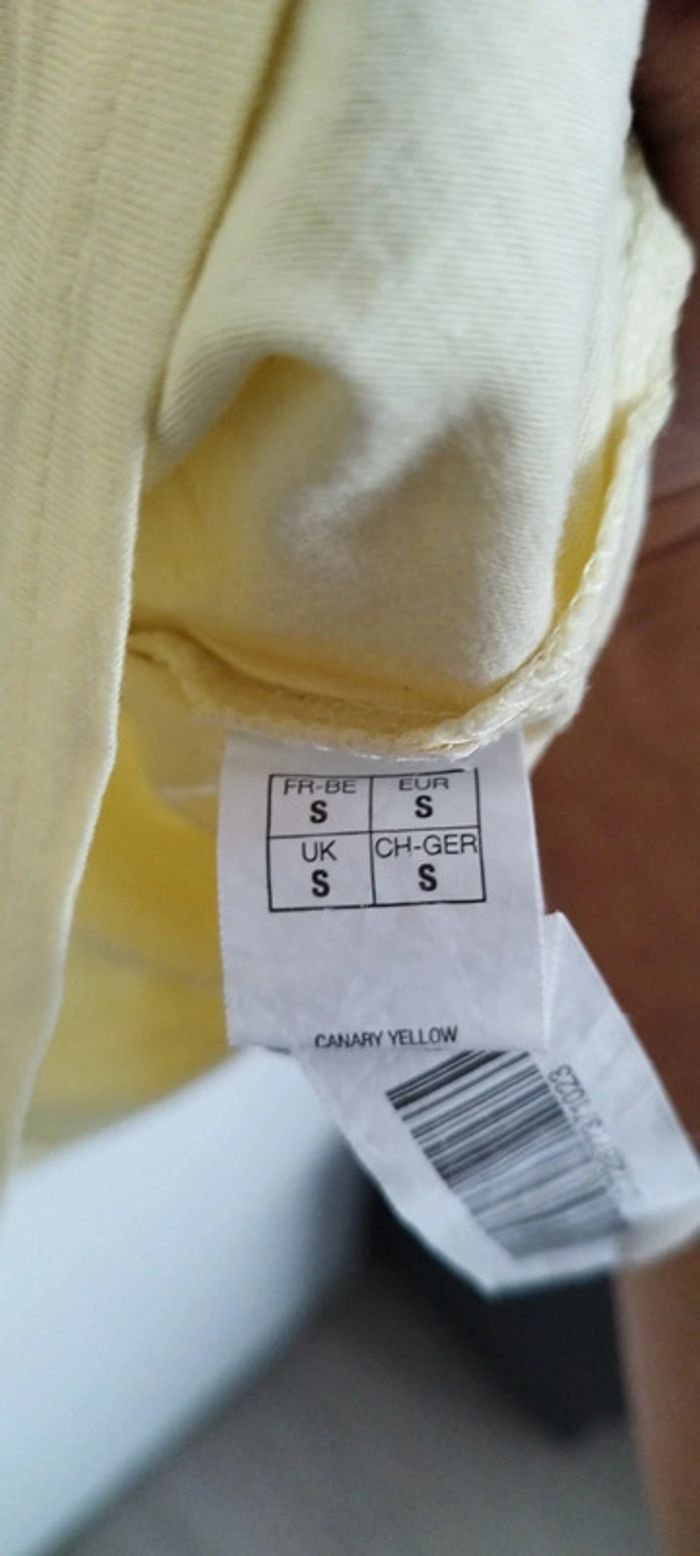 FR-BE EUR
S S
UK CH-GER
S S
CANARY YELLOW